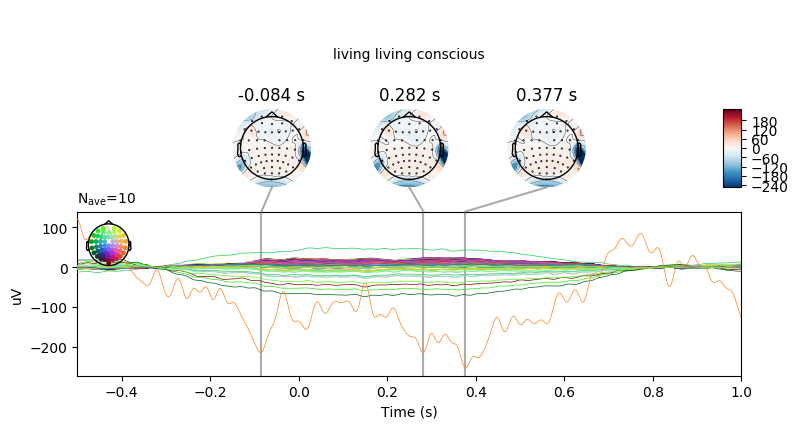 living living conscious
-0.084 s 0.282 s 0.377 s
180
120
60
0
−60
−120
−180
−240
Nave=10
100
0
−100
−200
uV
−0.4 −0.2 0.0 0.2 0.4 0.6 0.8 1.0
Time (s)